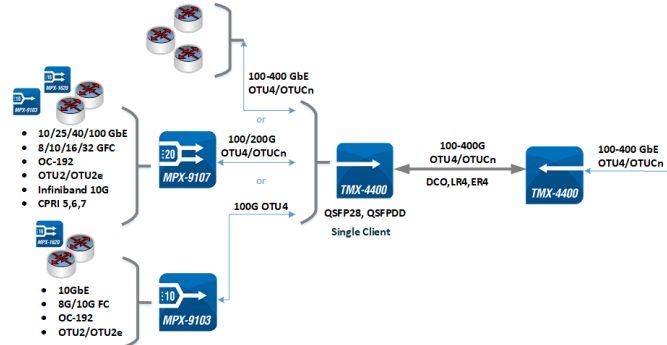 100-400 GbE
OTU4/OTUCn
or
MPX-1620
MPX-9103
10/25/40/100 GbE
8/10/16/32 GFC
OC-192
OTU2/OTU2e
Infiniband 10G
CPRI 5,6,7
20
MPX-9107
100/200G
OTU4/OTUCn
or
100G OTU4
TMX-4400
QSFP28, QSFPDD
Single Client
100-400G
OTU4/OTUCn
DCO,LR4,ER4
TMX-4400
100-400 GbE
OTU4/OTUCn
MPX-1620
10GbE
8G/10G FC
OC-192
OTU2/OTU2e
10
MPX-9103